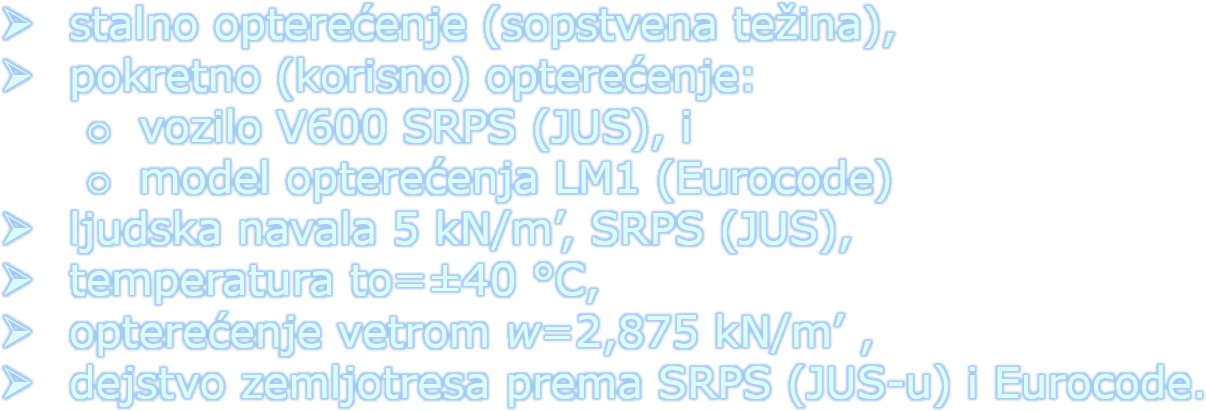 ➢ stalno opterećenje (sopstvena težina),
➢ pokretno (korisno) opterećenje:
o vozilo V600 SRPS (JUS), i
o model opterećenja LM1 (Eurocode)
➢ ljudska navala 5 kN/m’, SRPS (JUS),
➢ temperatura to=±40 °C,
➢ opterećenje vetrom w=2,875 kN/m’ ,
➢ dejstvo zemljotresa prema SRPS (JUS-u) i Eurocode.